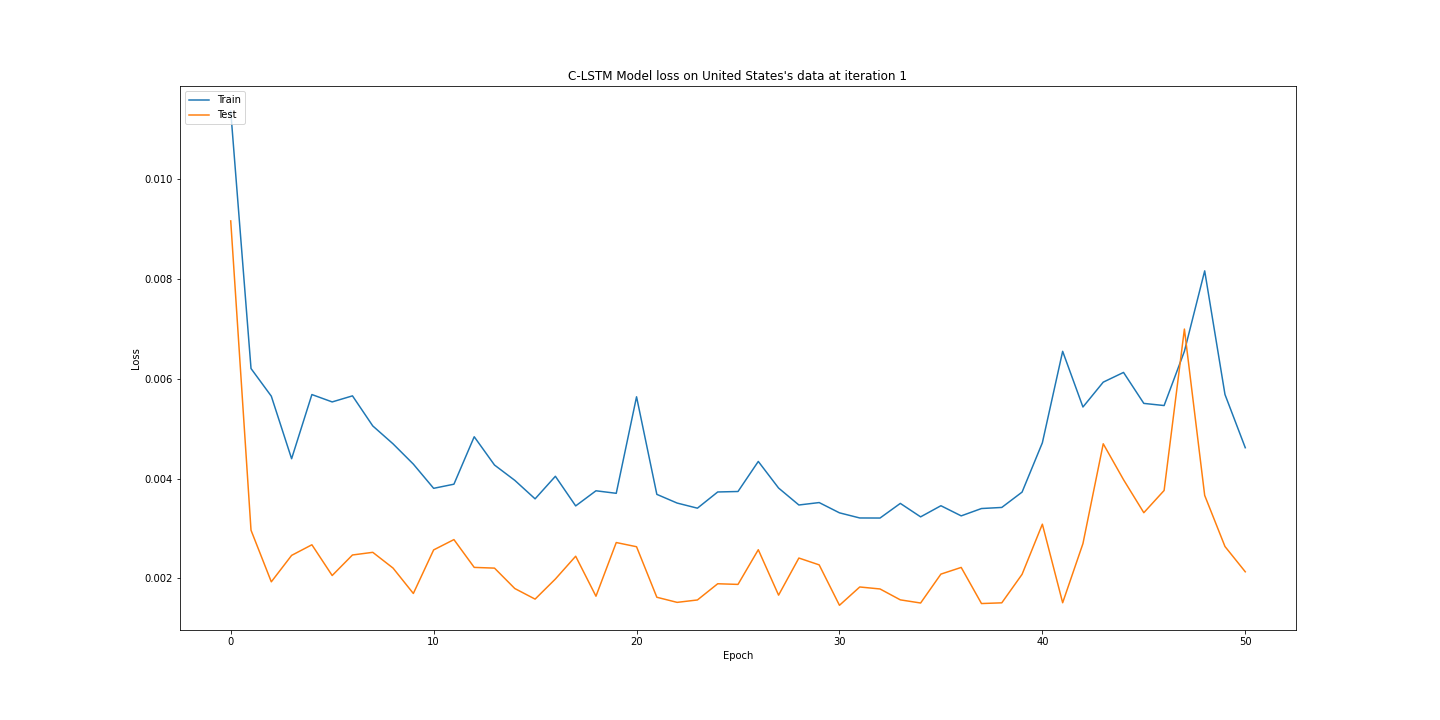 C-LSTM Model loss on United States's data at iteration 1
Train
Test
0.010
0.008
0.006
0.004
0.002
Loss
0 10 20 30 40 50
Epoch